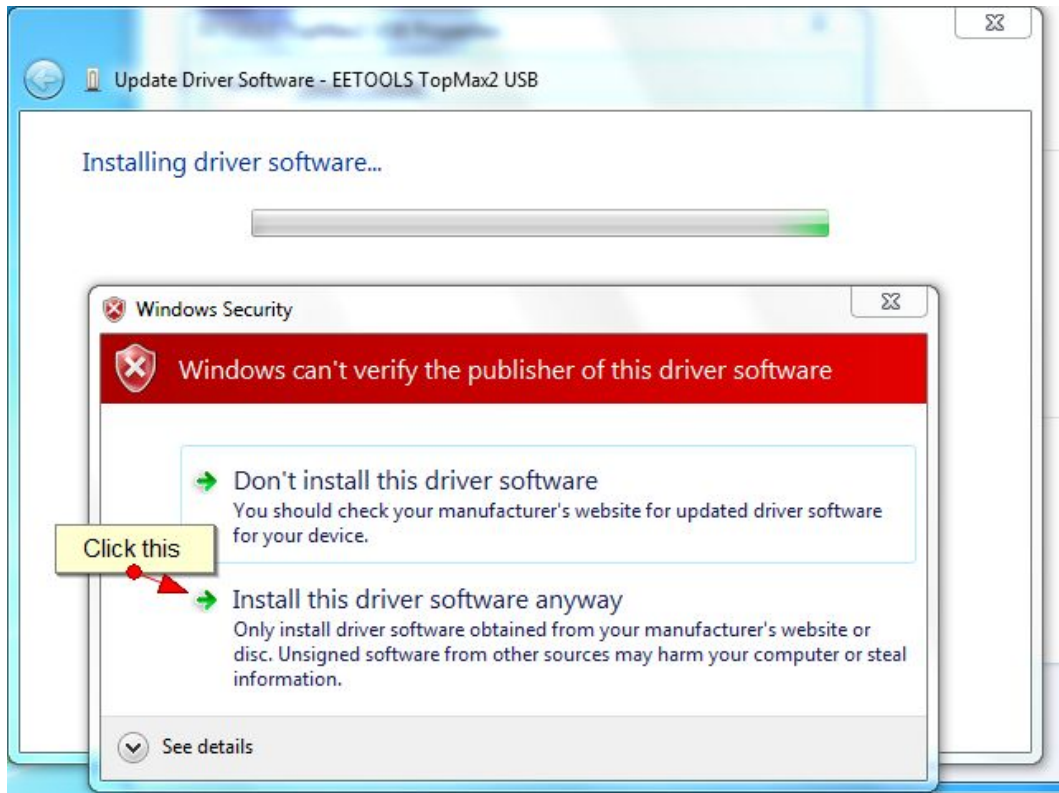 Update Driver Software - EETOOLS TopMax2 USB
Installing driver software...
Windows Security
Windows can't verify the publisher of this driver software
Don't install this driver software
You should check your manufacturer's website for updated driver software
for your device.
Click this
Install this driver software anyway
Only install driver software obtained from your manufacturer's website or
disc. Unsigned software from other sources may harm your computer or steal
information.
See details